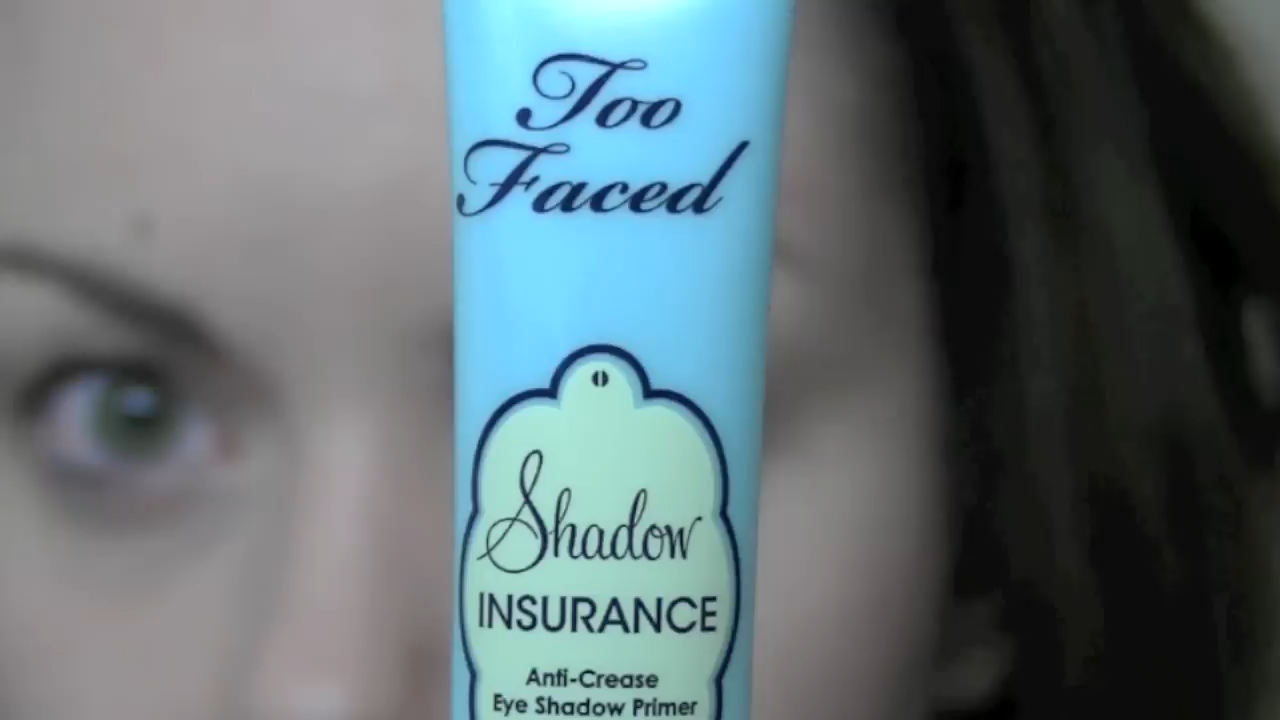 Too
Faced
Shadow
INSURANCE
Anti-Crease
Eye Shadow Primer